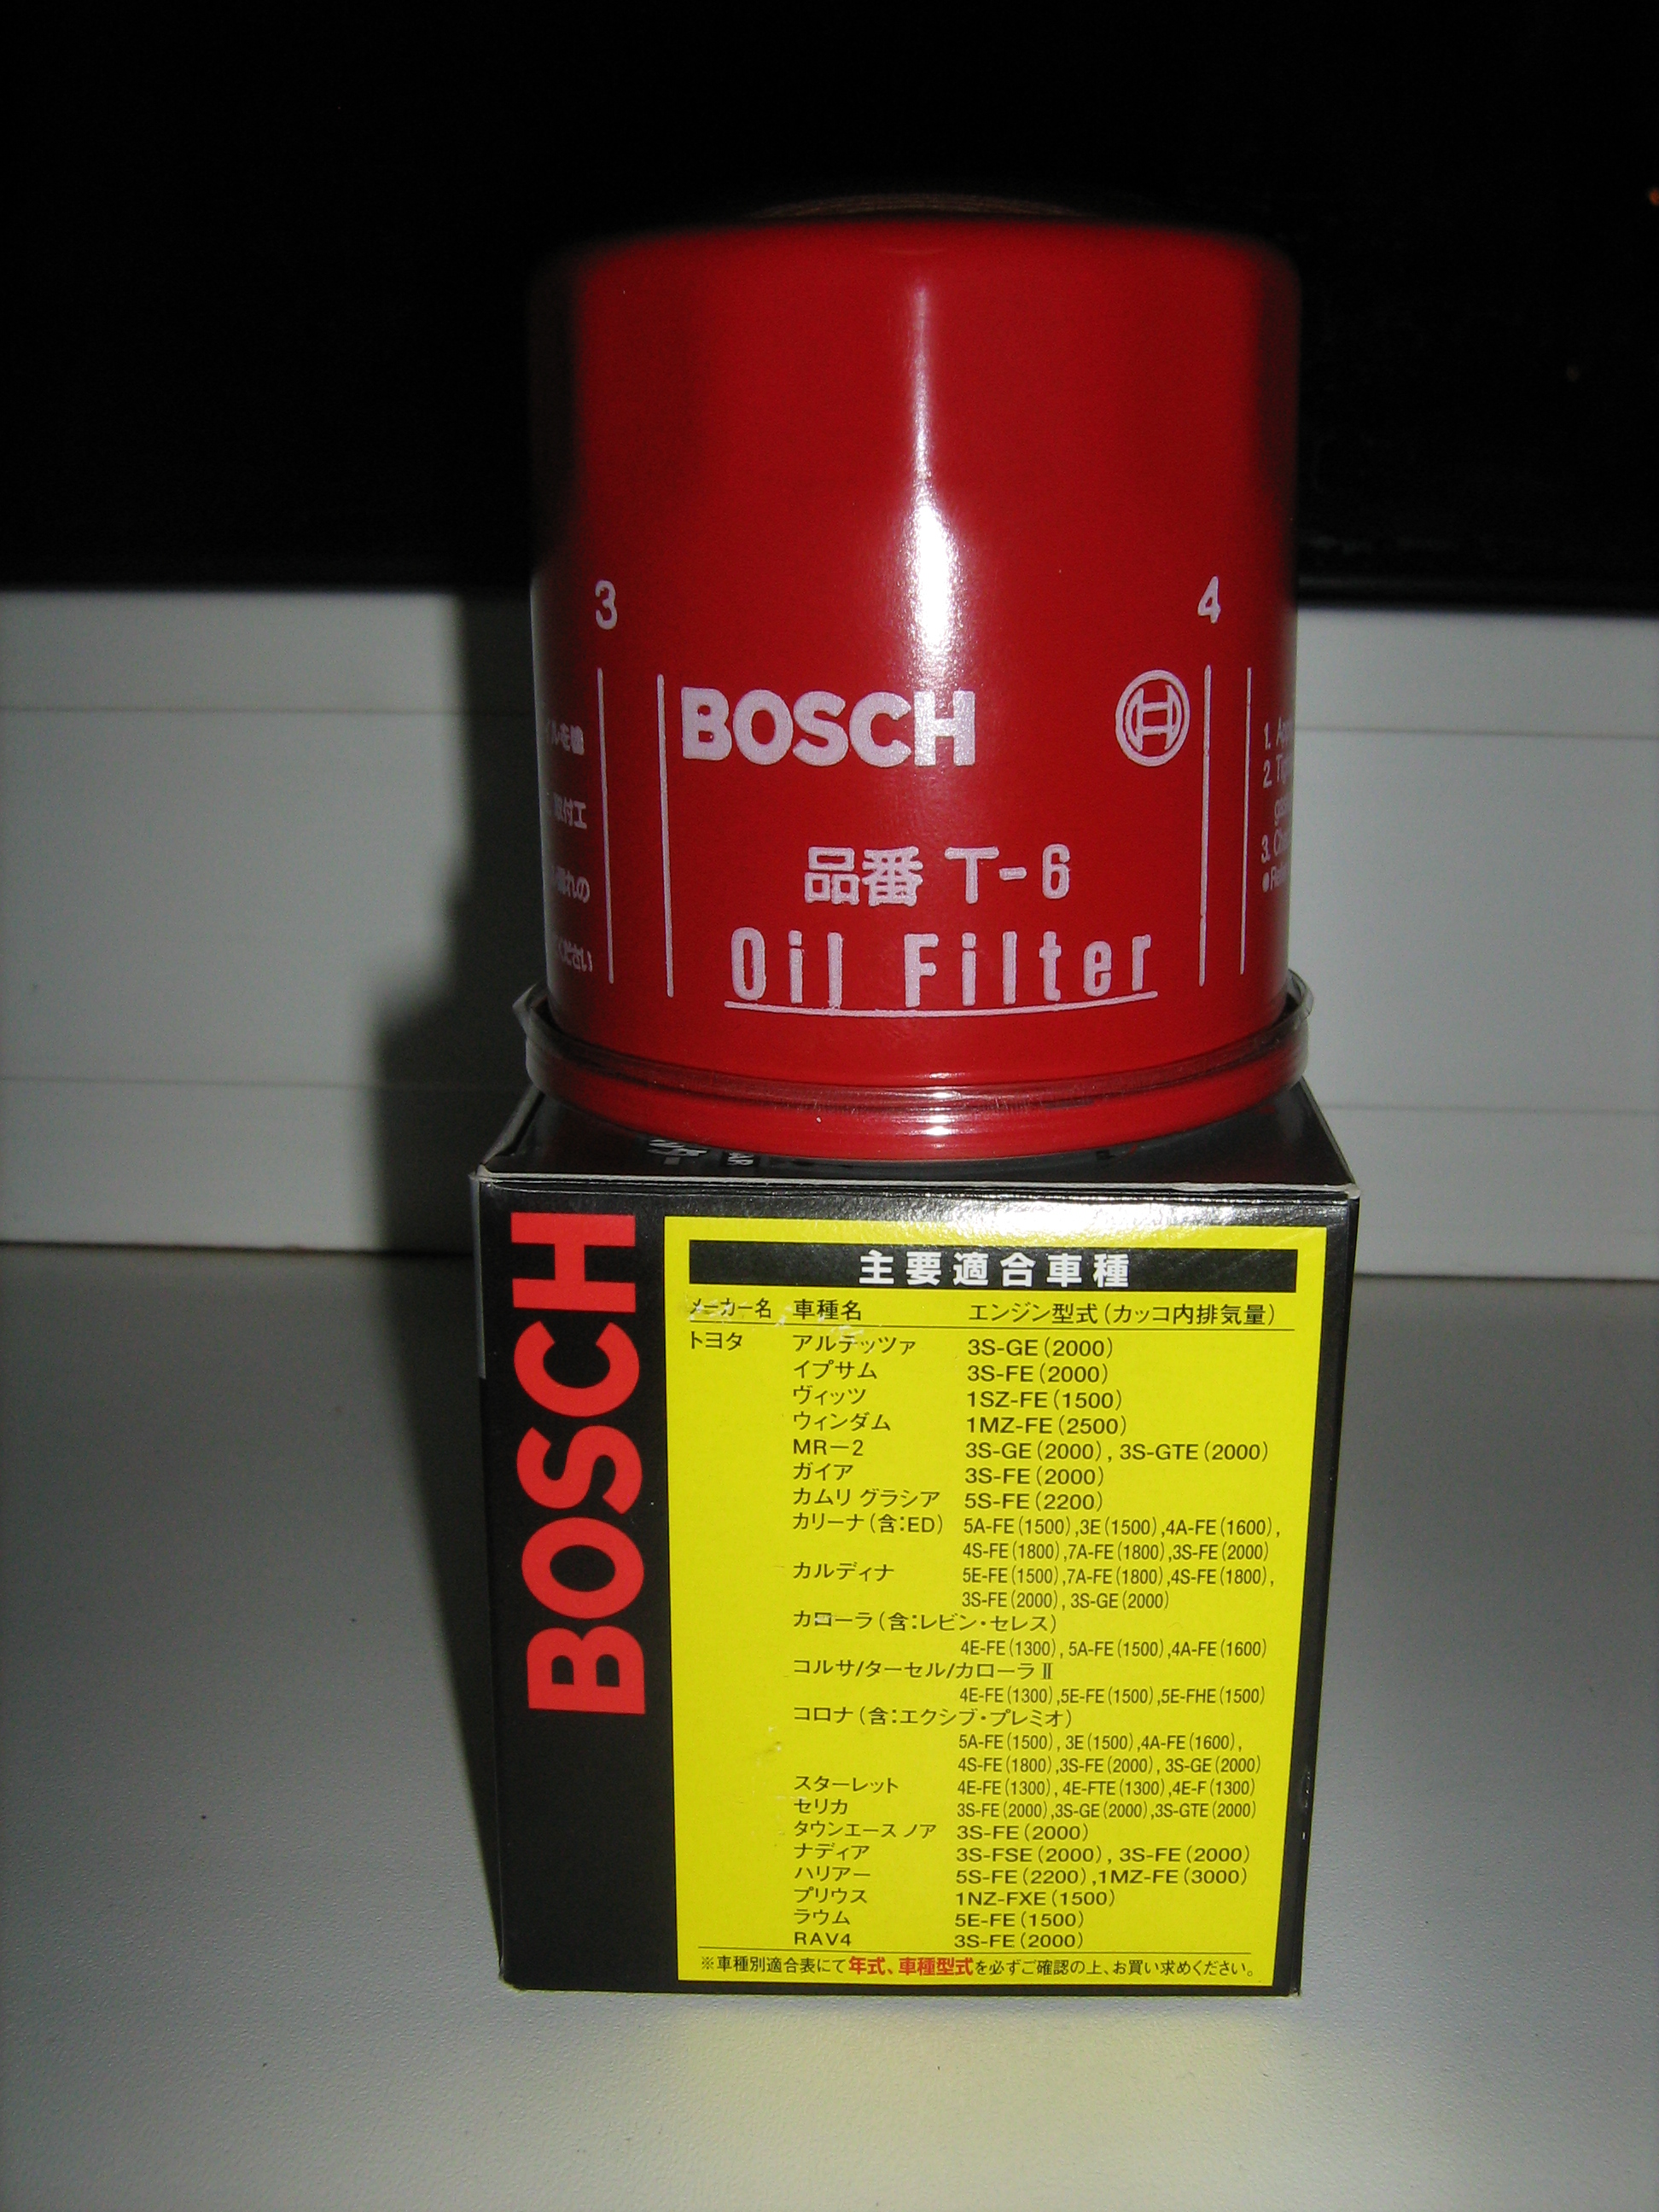 3
4
BOSCH
品番 T-6
Oil Filter
取付工
ください
1.
2.
3.
BOSCH
主要適合車種
メーカー名 車種名 エンジン型式(カッコ内排気量)
トヨタ アルテッツァ 3S-GE(2000)
イプサム 3S-FE(2000)
ヴィッツ 1SZ-FE(1500)
ウィンダム 1MZ-FE(2500)
MR-2 3S-GE(2000), 3S-GTE(2000)
ガイア 3S-FE(2000)
カムリ グラシア 5S-FE(2200)
カリーナ(含:ED) 5A-FE(1500),3E(1500),4A-FE(1600),
4S-FE(1800),7A-FE(1800),3S-FE(2000)
カルディナ 5E-FE(1500),7A-FE(1800),4S-FE(1800),
3S-FE(2000), 3S-GE(2000)
カローラ(含:レビン・セレス)
4E-FE(1300), 5A-FE(1500),4A-FE(1600)
コルサ/ターセル/カローラⅡ
4E-FE(1300),5E-FE(1500),5E-FHE(1500)
コロナ(含:エクシブ・プレミオ)
5A-FE(1500), 3E(1500),4A-FE(1600),
4S-FE(1800),3S-FE(2000), 3S-GE(2000)
スターレット 4E-FE(1300), 4E-FTE(1300),4E-F(1300)
セリカ 3S-FE(2000),3S-GE(2000),3S-GTE(2000)
タウンエース ノア 3S-FE(2000)
ナディア 3S-FSE(2000), 3S-FE(2000)
ハリアー 5S-FE(2200),1MZ-FE(3000)
プリウス 1NZ-FXE(1500)
ラウム 5E-FE(1500)
RAV4 3S-FE(2000)
※車種別適合表にて年式、車種型式を必ずご確認の上、お買い求めください。